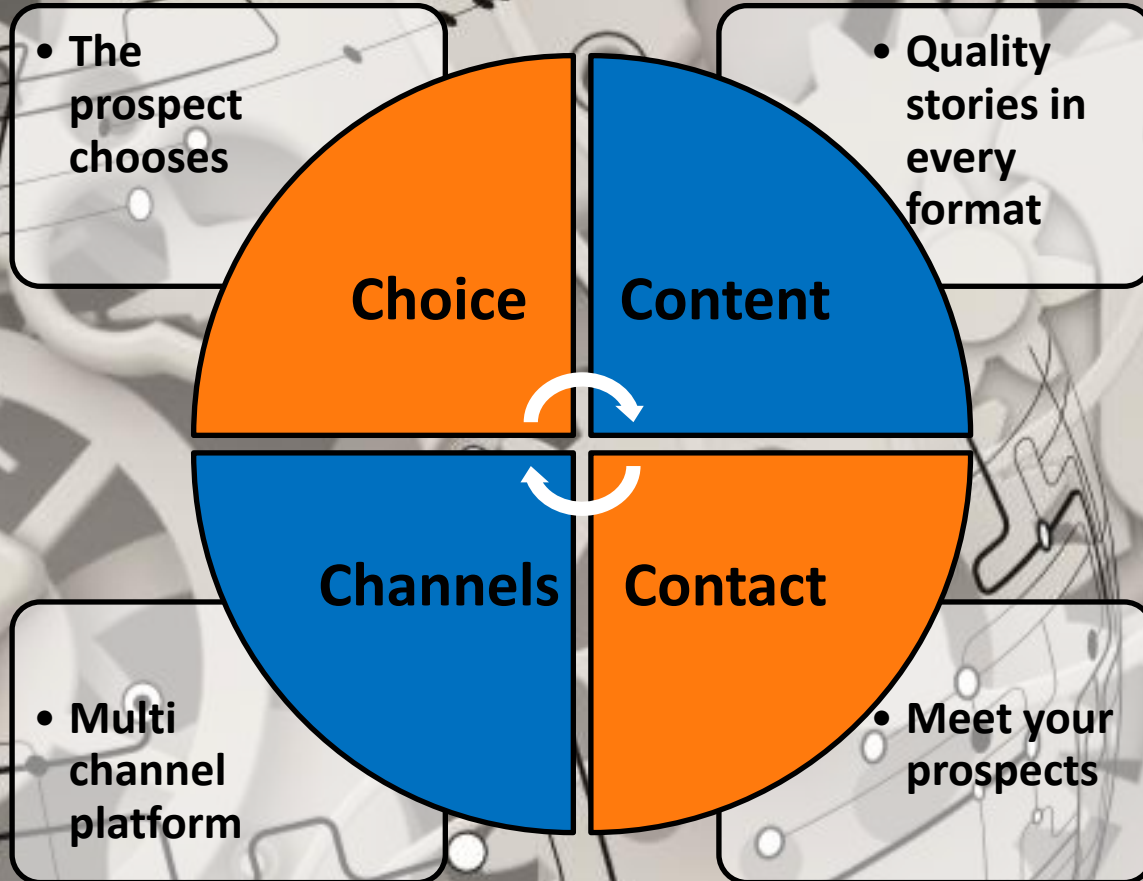 • The
prospect
chooses
• Quality
stories in
every
format
Choice
Content
Channels
Contact
• Multi
channel
platform
• Meet your
prospects